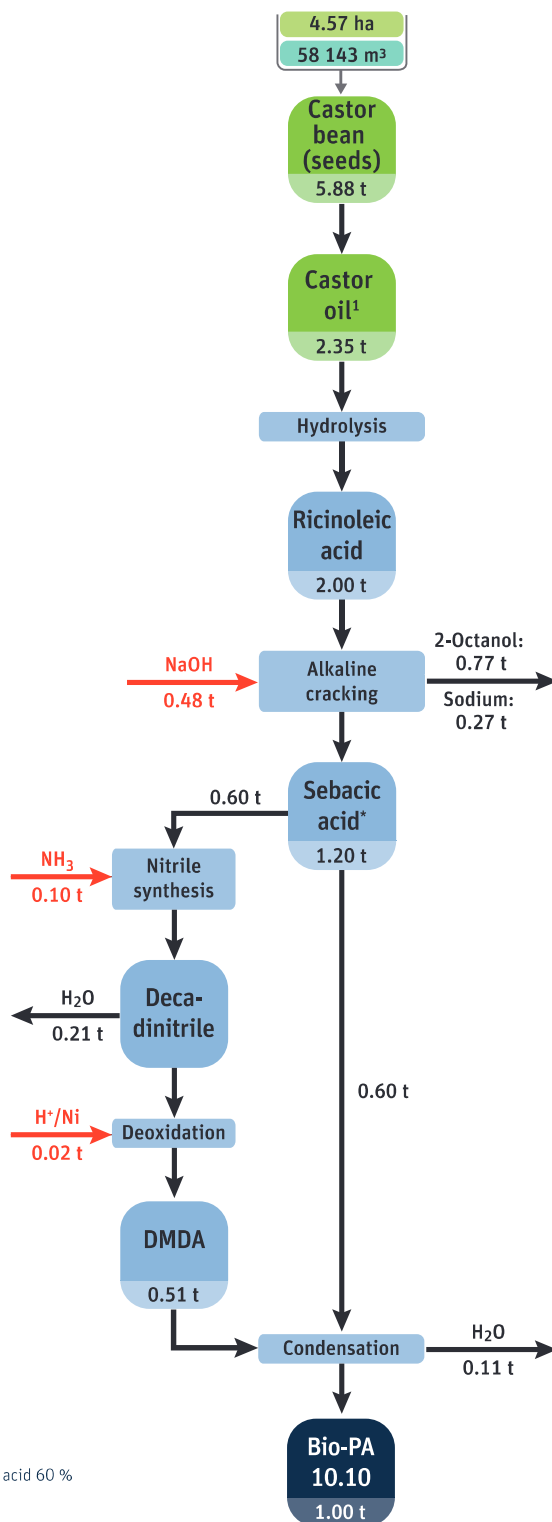 4.57 ha
58 143 m³
Castor
bean
(seeds)
5.88 t
Castor
oil¹
2.35 t
Hydrolysis
Ricinoleic
acid
2.00 t
NaOH
0.48 t
Alkaline
cracking
2-Octanol:
0.77 t
Sodium:
0.27 t
0.60 t
Sebacic
acid*
1.20 t
NH₃
0.10 t
Nitrile
synthesis
H₂O
0.21 t
Deca-
dinitrile
0.60 t
H⁺/Ni
0.02 t
Deoxidation
DMDA
0.51 t
Condensation
H₂O
0.11 t
Bio-PA
10.10
1.00 t
acid 60 %